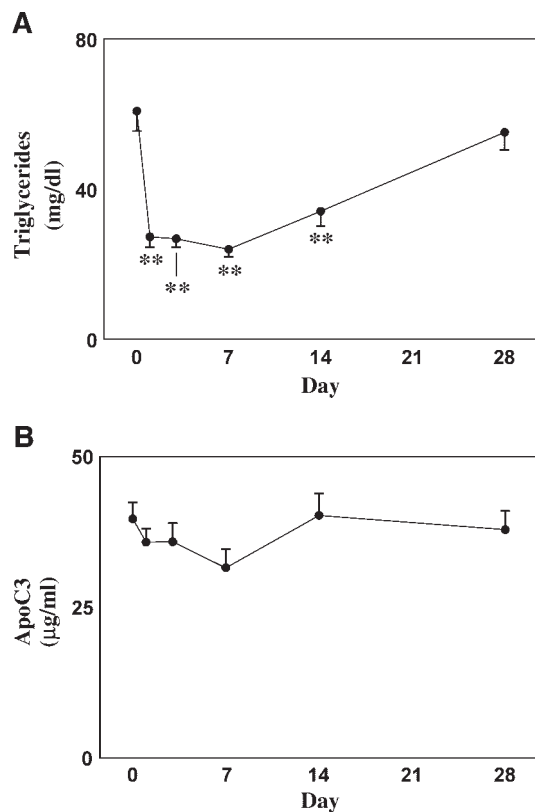 A
80
40
0
Triglycerides
(mg/dl)
**
**
**
**
0 7 14 21 28
Day
B
50
25
0
ApoC3
(μg/ml)
0 7 14 21 28
Day